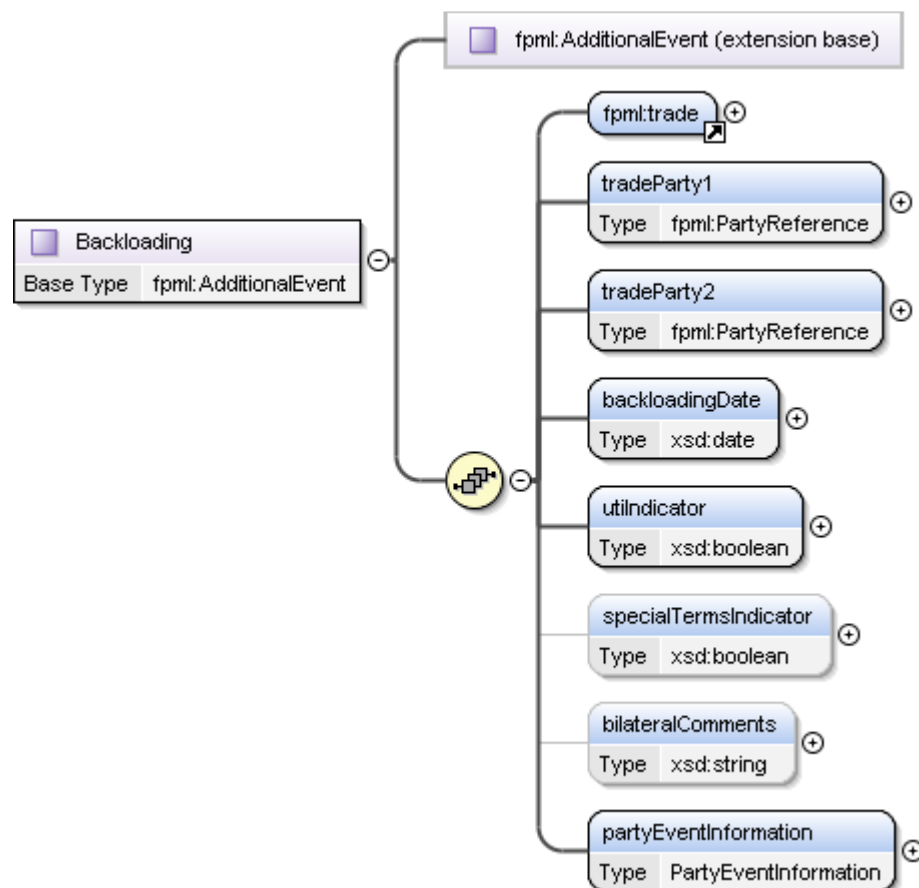 fpml:AdditionalEvent (extension base)
fpml:trade
tradeParty1
Type fpml:PartyReference
Backloading
Base Type fpml:AdditionalEvent
tradeParty2
Type fpml:PartyReference
backloadingDate
Type xsd:date
utiIndicator
Type xsd:boolean
specialTermsIndicator
Type xsd:boolean
bilateralComments
Type xsd:string
partyEventInformation
Type PartyEventInformation